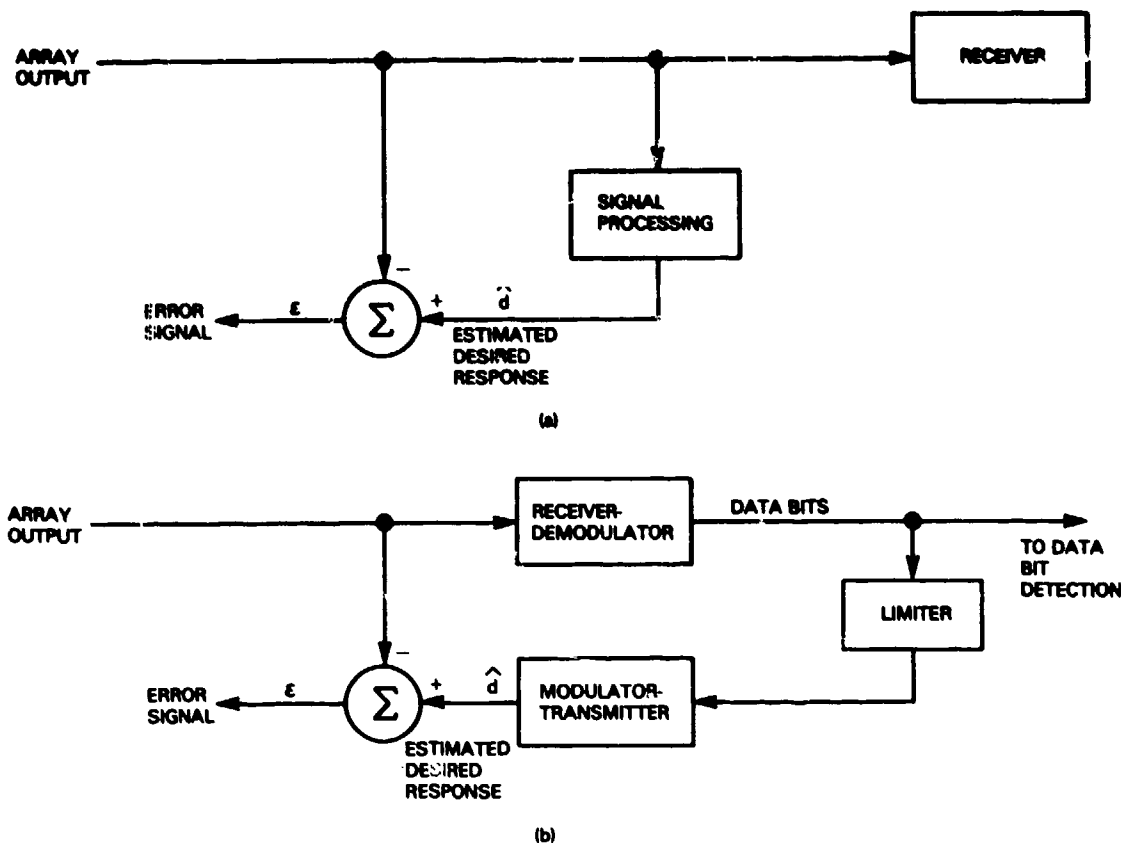 ARRAY
OUTPUT
RECEIVER
SIGNAL
PROCESSING
−
+
d̂
ERROR
SIGNAL
ε
Σ
ESTIMATED
DESIRED
RESPONSE
(a)
ARRAY
OUTPUT
RECEIVER-
DEMODULATOR
DATA BITS
TO DATA
BIT
DETECTION
LIMITER
−
+
d̂
MODULATOR-
TRANSMITTER
ERROR
SIGNAL
ε
Σ
ESTIMATED
DESIRED
RESPONSE
(b)